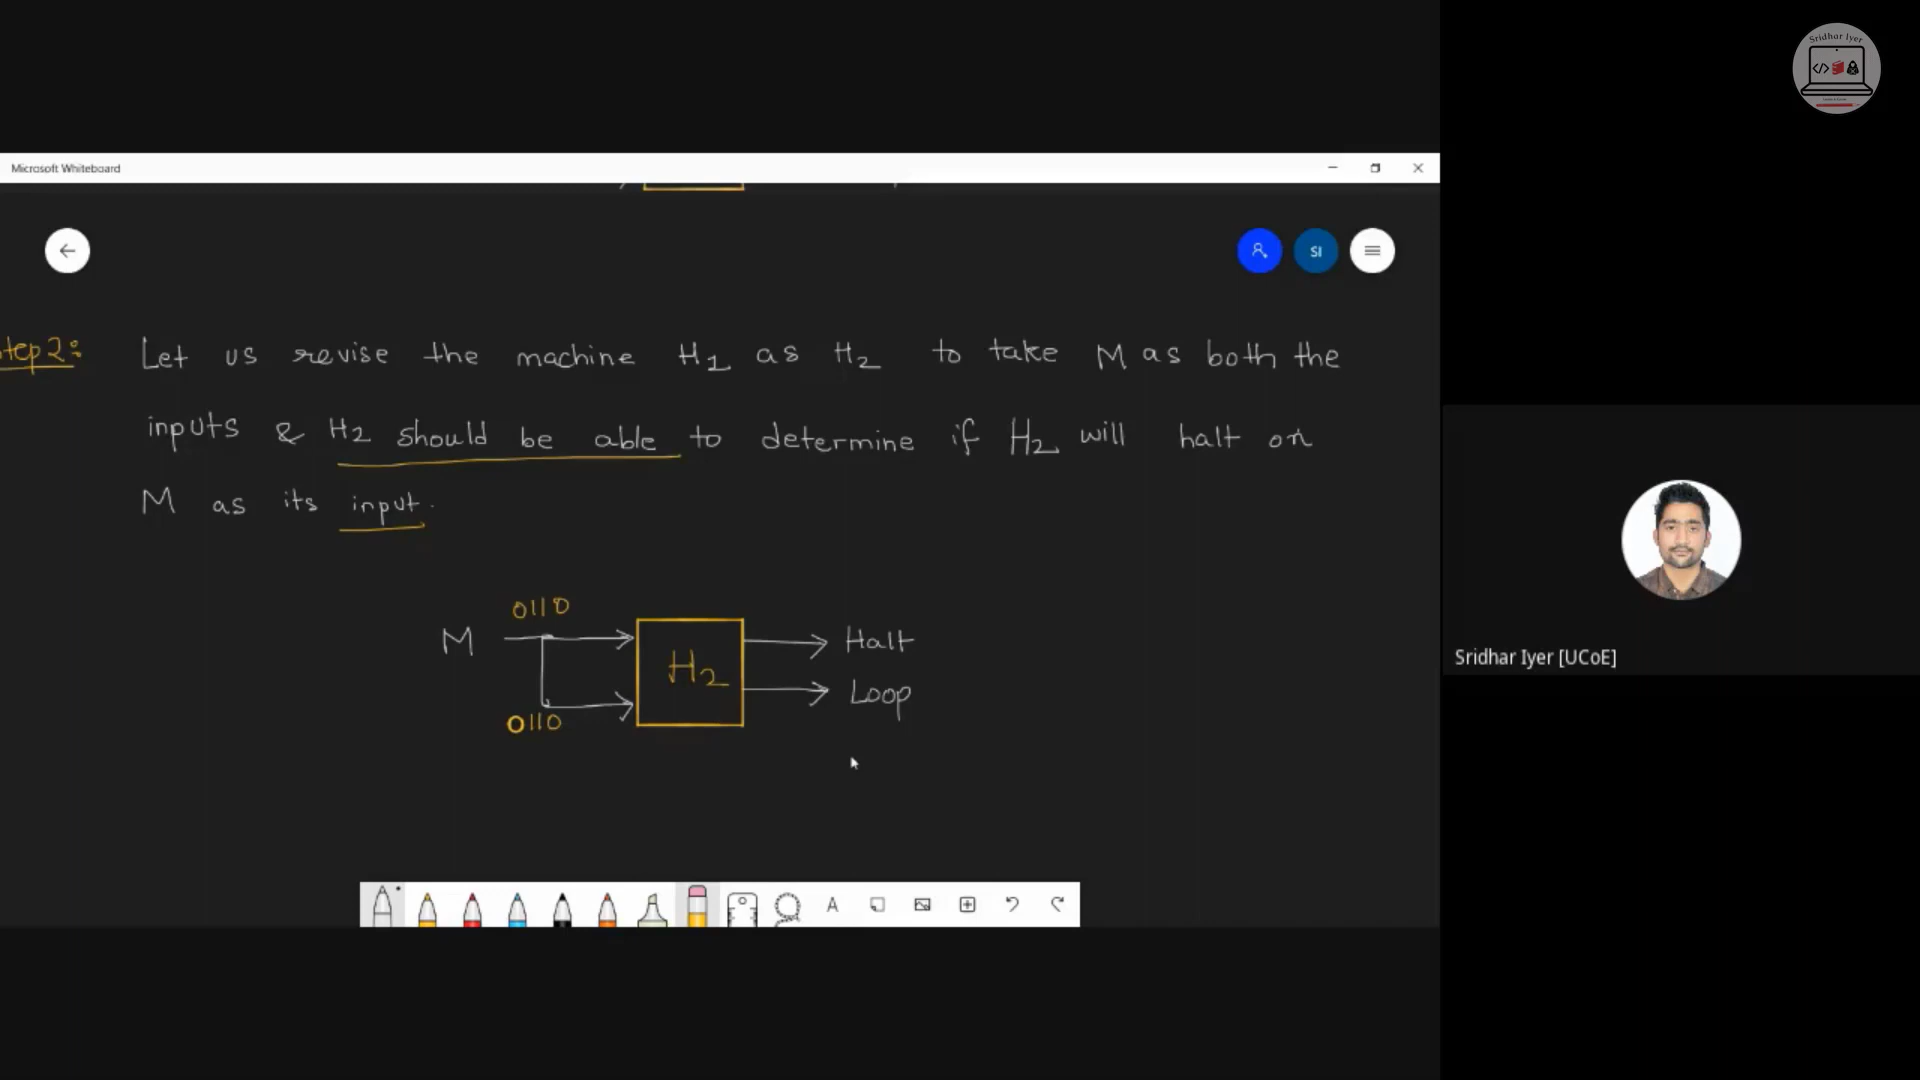 Sridhar Iyer
</>
Microsoft Whiteboard
SI
tep 2:
Let us revise the machine H1 as H2 to take M as both the
inputs & H2 should be able to determine if H2 will halt on
M as its input.
0110
M
H2
Halt
Loop
0110
A
Sridhar Iyer [UCoE]